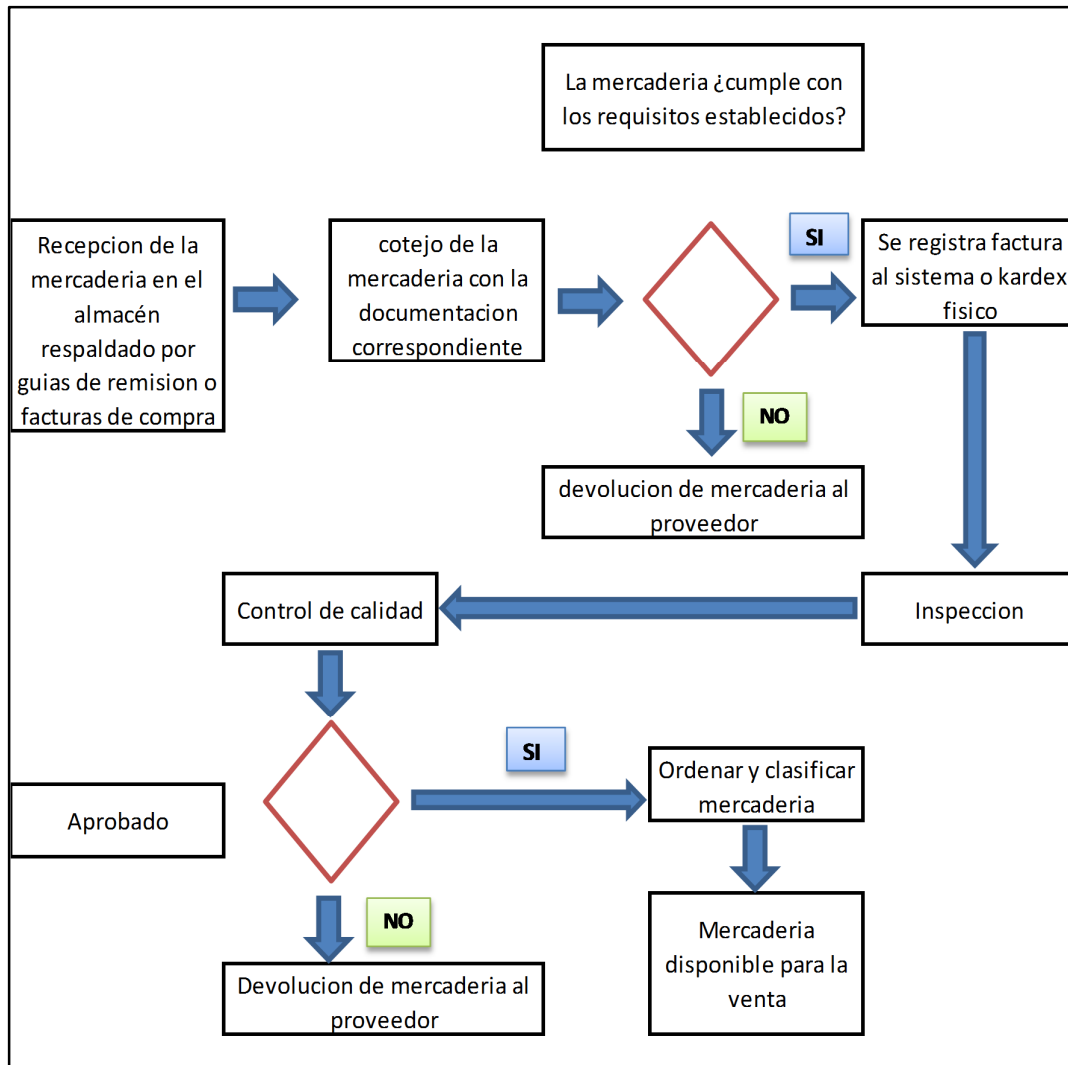 La mercaderia ¿cumple con
los requisitos establecidos?
Recepcion de la
mercaderia en el
almacén
respaldado por
guias de remision o
facturas de compra
cotejo de la
mercaderia con la
documentacion
correspondiente
SI
Se registra factura
al sistema o kardex
fisico
NO
devolucion de mercaderia al
proveedor
Control de calidad
Inspeccion
SI
Ordenar y clasificar
mercaderia
Aprobado
NO
Mercaderia
disponible para la
venta
Devolucion de mercaderia al
proveedor